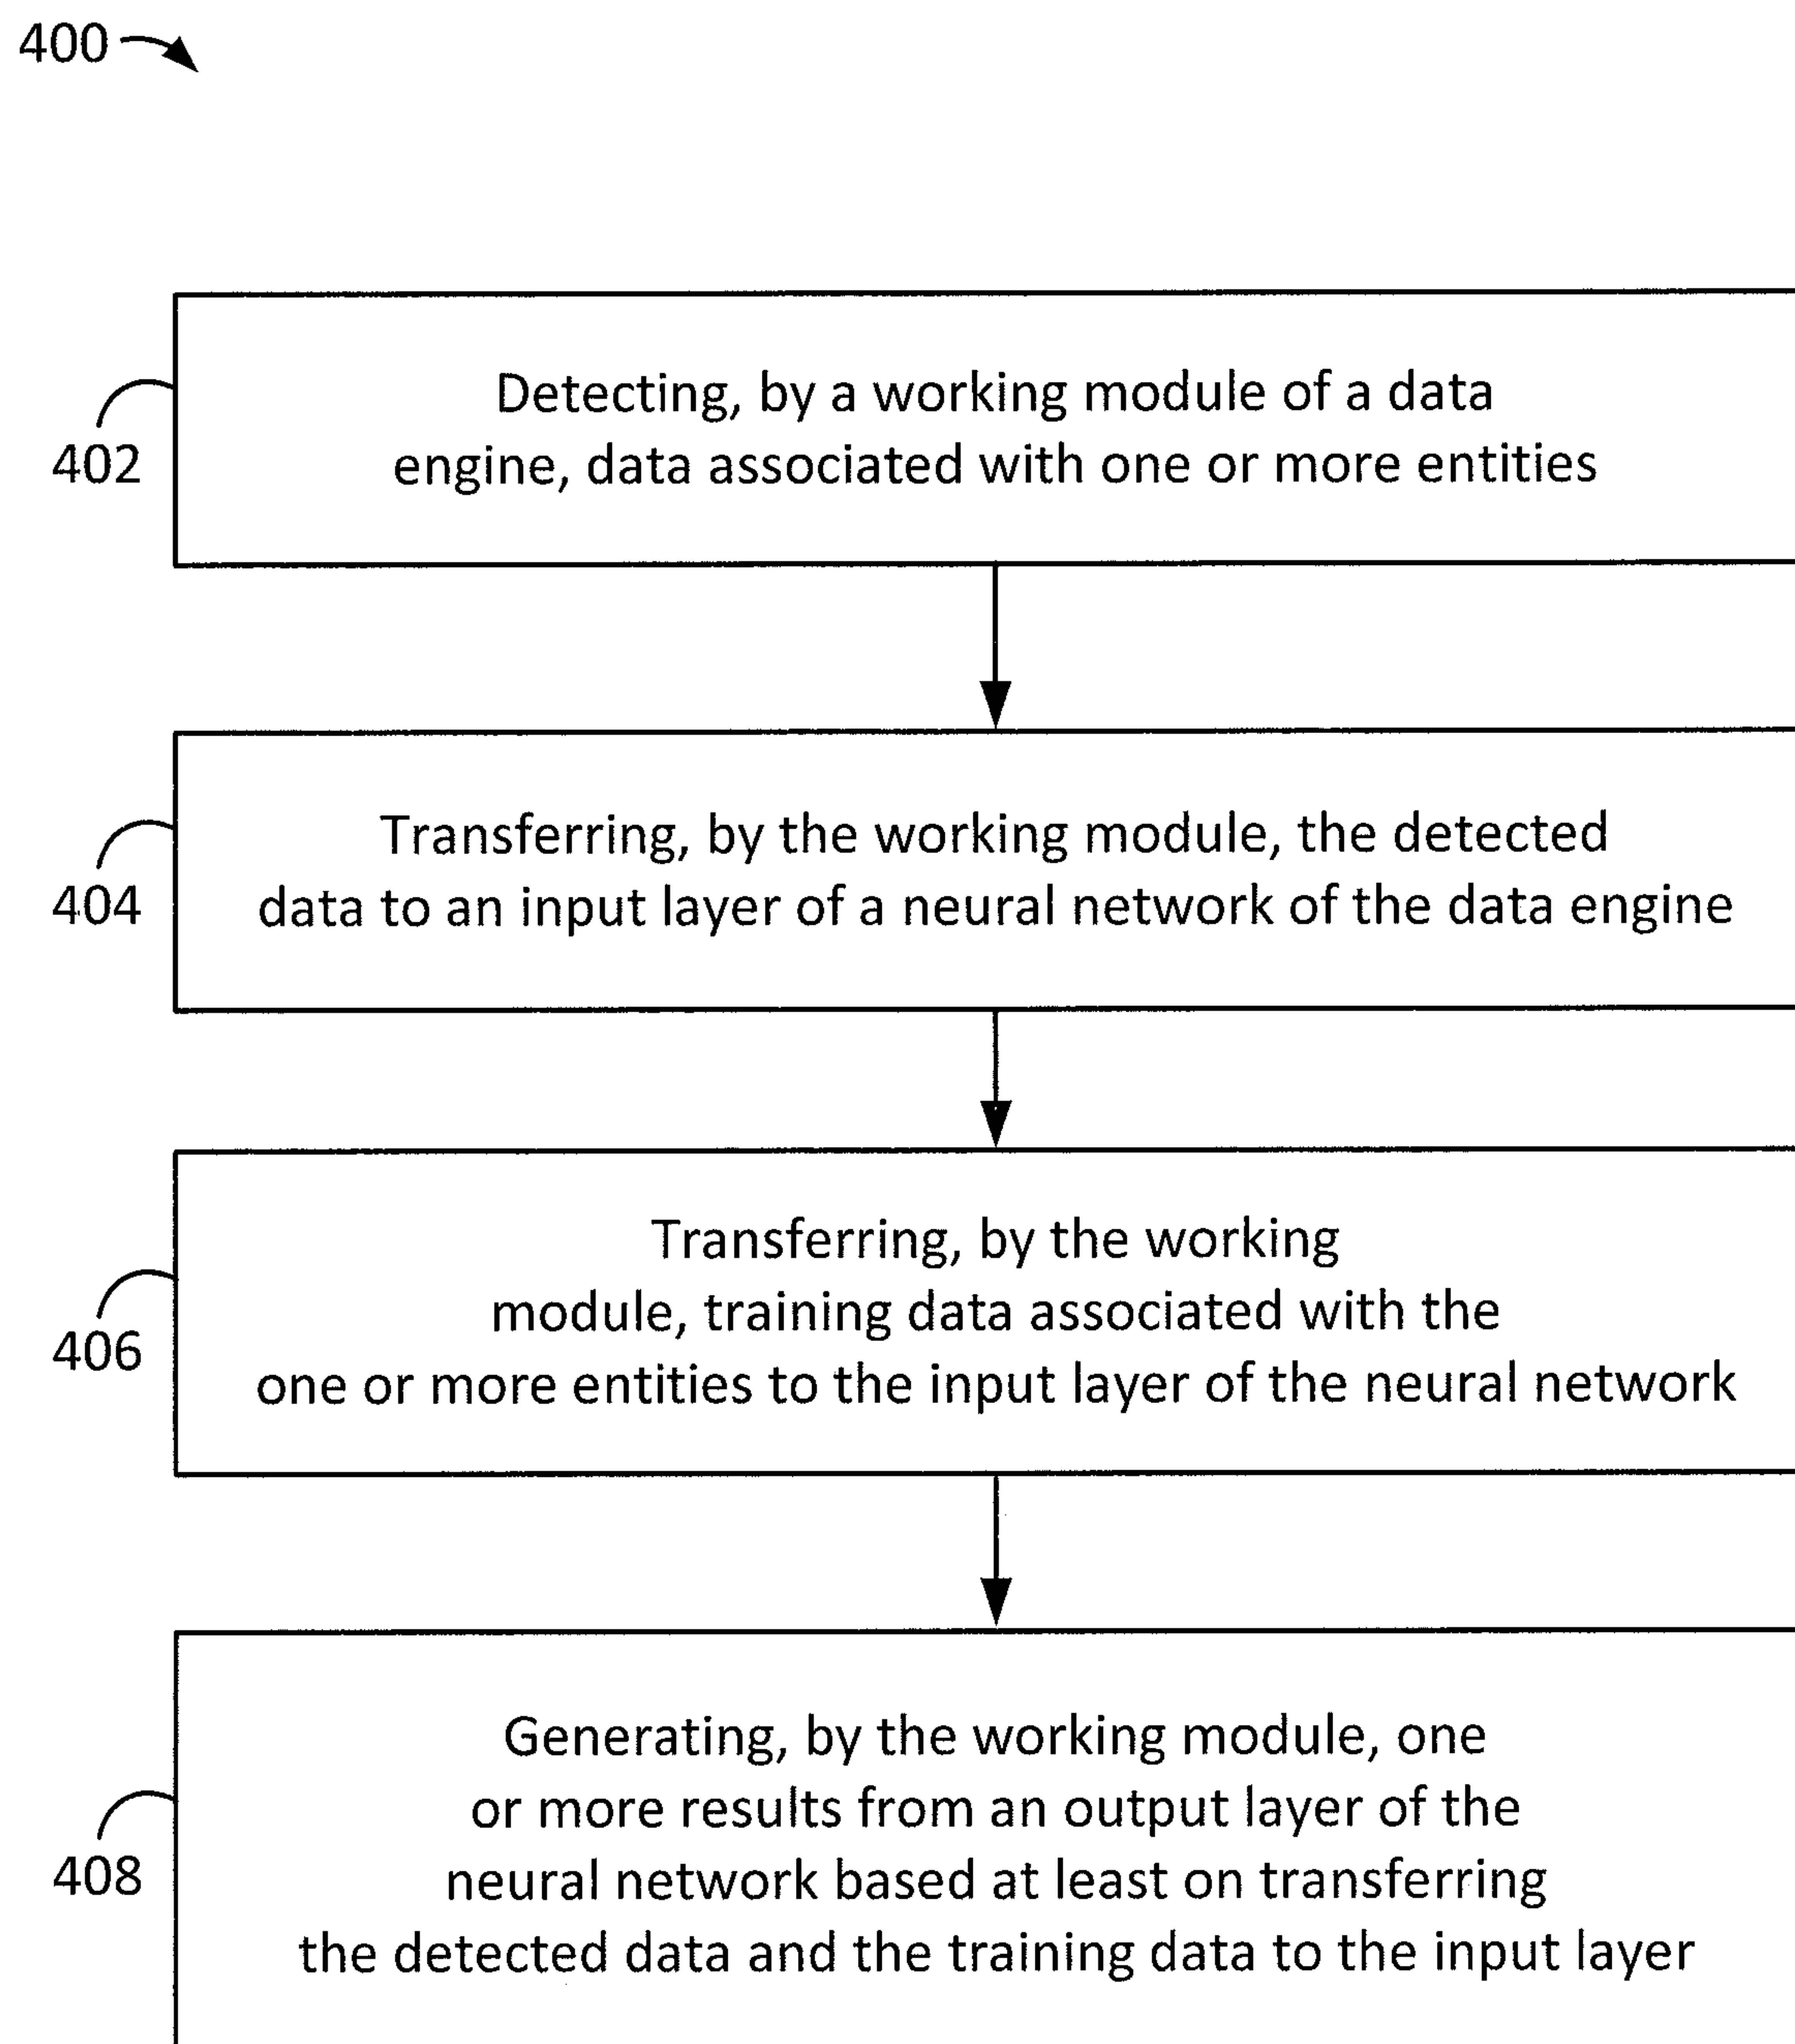 400
Detecting, by a working module of a data
engine, data associated with one or more entities
402
Transferring, by the working module, the detected
data to an input layer of a neural network of the data engine
404
Transferring, by the working
module, training data associated with the
one or more entities to the input layer of the neural network
406
Generating, by the working module, one
or more results from an output layer of the
neural network based at least on transferring
the detected data and the training data to the input layer
408